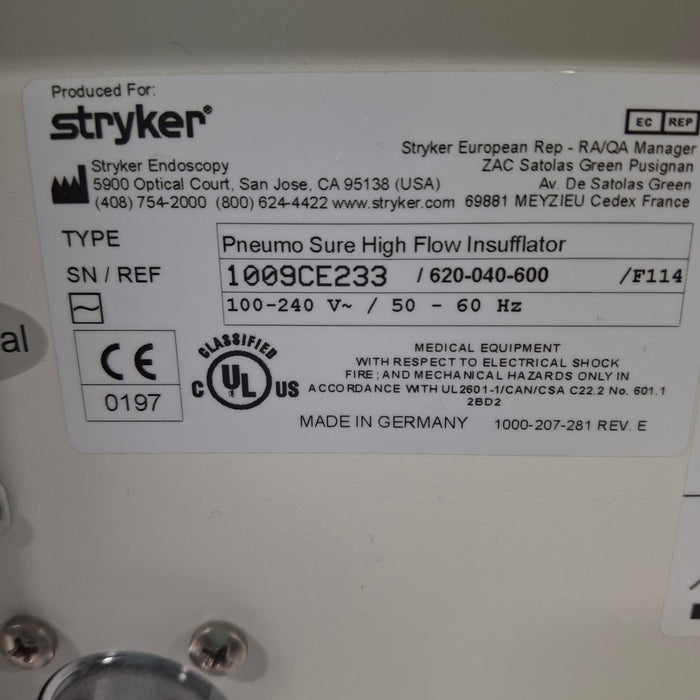 Produced For:
stryker®
EC REP
Stryker European Rep - RA/QA Manager
Stryker Endoscopy
ZAC Satolas Green Pusignan
5900 Optical Court, San Jose, CA 95138 (USA)
Av. De Satolas Green
(408) 754-2000 (800) 624-4422 www.stryker.com
69881 MEYZIEU Cedex France
TYPE
Pneumo Sure High Flow Insufflator
SN / REF
1009CE233 / 620-040-600 /F114
100-240 V~ / 50 - 60 Hz
al
CE
0197
CLASSIFIED
C UL US
MEDICAL EQUIPMENT
WITH RESPECT TO ELECTRICAL SHOCK
FIRE; AND MECHANICAL HAZARDS ONLY IN
ACCORDANCE WITH UL2601-1/CAN/CSA C22.2 No. 601.1
2BD2
MADE IN GERMANY
1000-207-281 REV. E